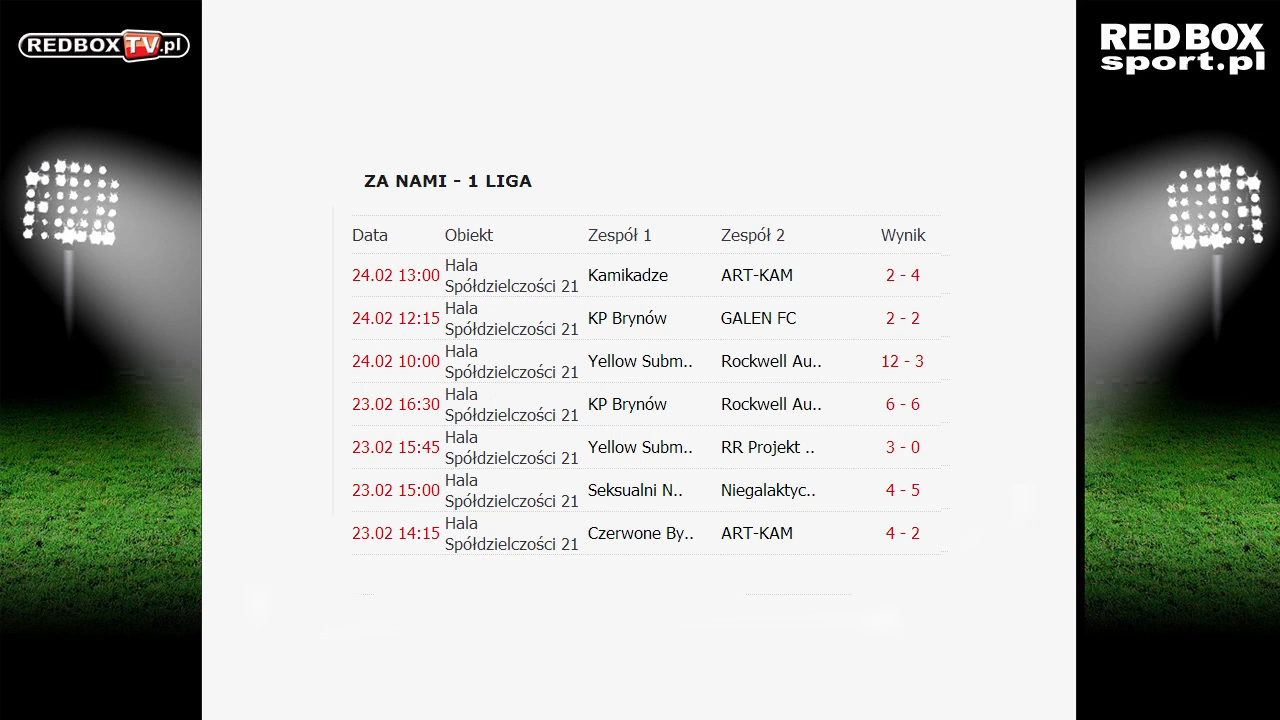 REDBOXTV.pl
RED BOX
sport.pl
ZA NAMI - 1 LIGA
Data Obiekt Zespół 1 Zespół 2 Wynik
24.02 13:00 Hala Spółdzielczości 21 Kamikadze ART-KAM 2 - 4
24.02 12:15 Hala Spółdzielczości 21 KP Brynów GALEN FC 2 - 2
24.02 10:00 Hala Spółdzielczości 21 Yellow Subm.. Rockwell Au.. 12 - 3
23.02 16:30 Hala Spółdzielczości 21 KP Brynów Rockwell Au.. 6 - 6
23.02 15:45 Hala Spółdzielczości 21 Yellow Subm.. RR Projekt .. 3 - 0
23.02 15:00 Hala Spółdzielczości 21 Seksualni N.. Niegalaktyc.. 4 - 5
23.02 14:15 Hala Spółdzielczości 21 Czerwone By.. ART-KAM 4 - 2